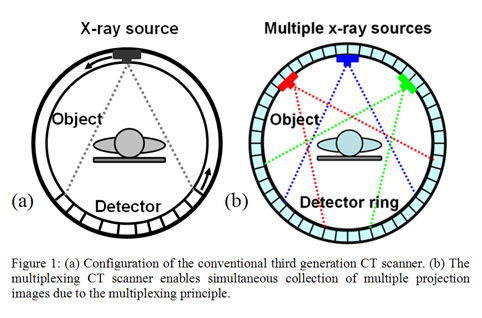 X-ray source
Multiple x-ray sources
Object
Object
(a)
Detector
(b)
Detector ring
Figure 1: (a) Configuration of the conventional third generation CT scanner. (b) The
multiplexing CT scanner enables simultaneous collection of multiple projection
images due to the multiplexing principle.